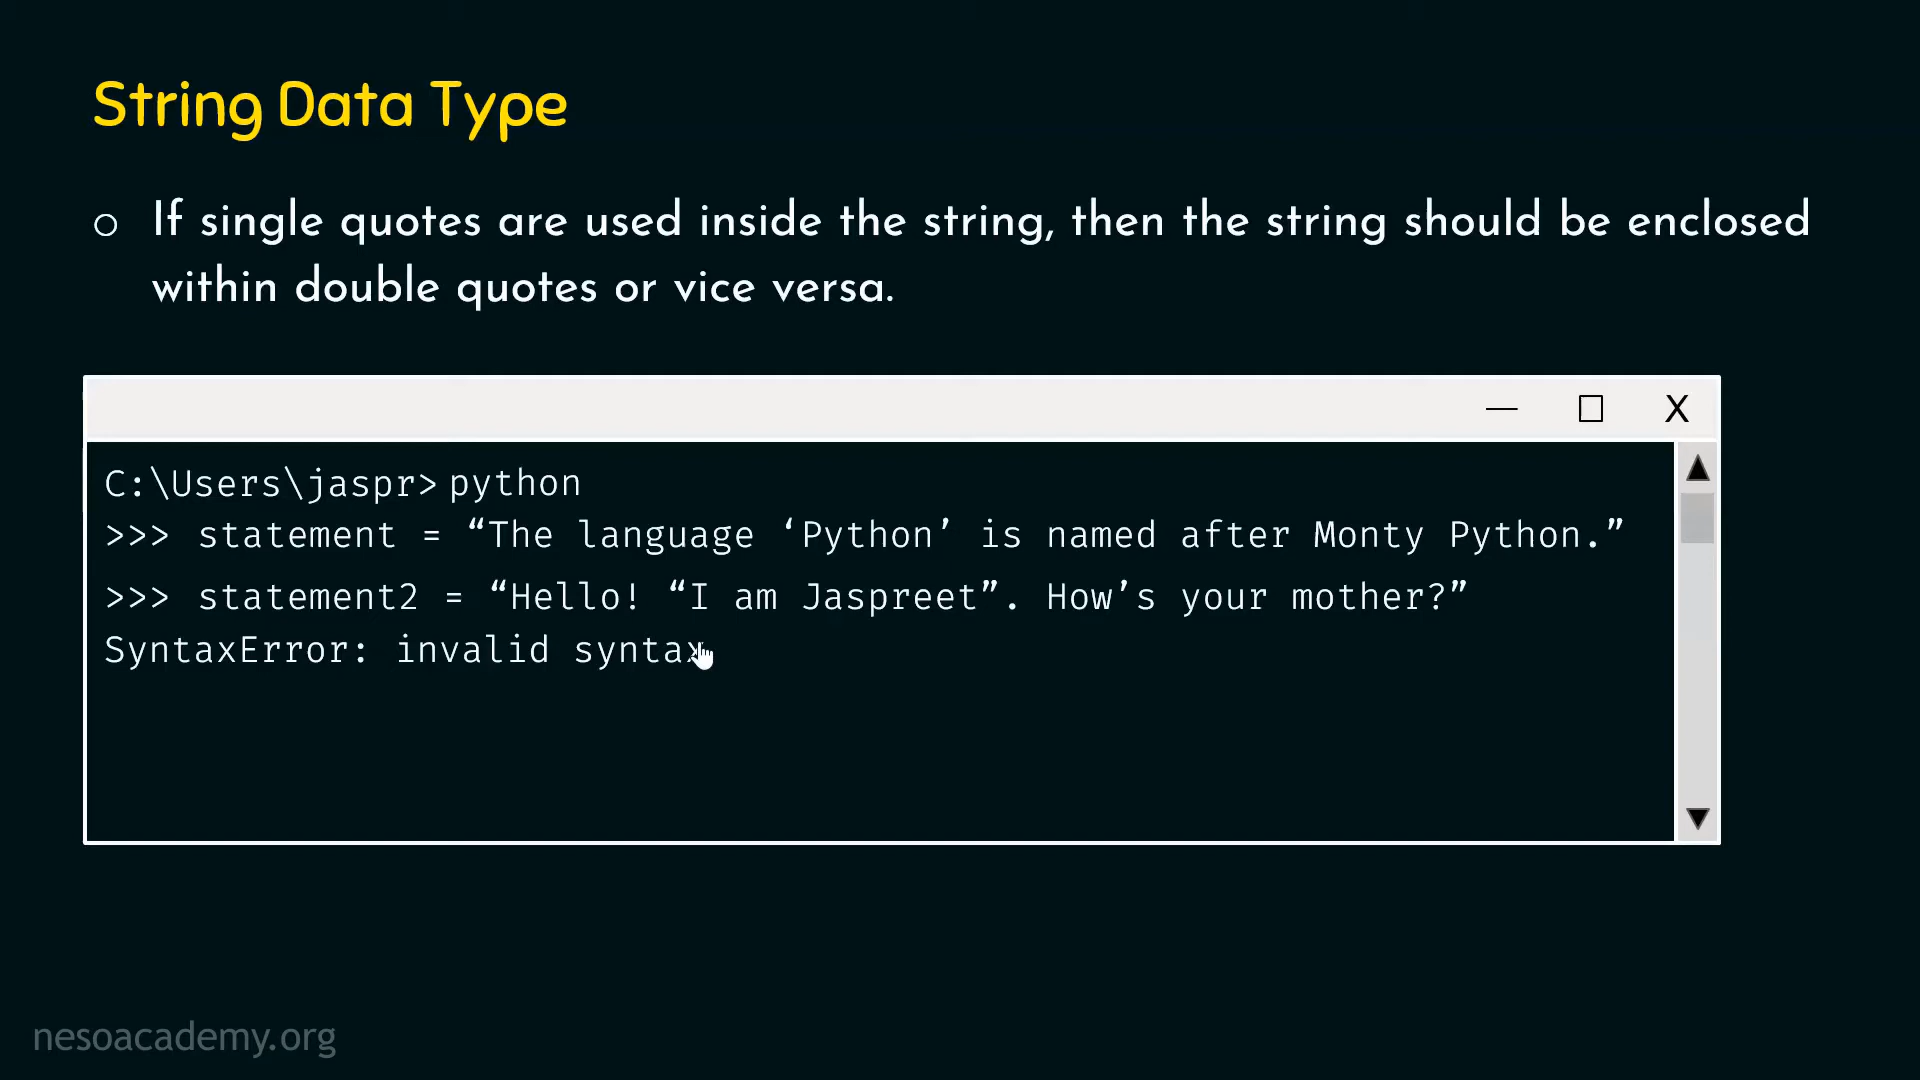 String Data Type
○ If single quotes are used inside the string, then the string should be enclosed
within double quotes or vice versa.
— □ X
C:\Users\jaspr> python
>>> statement = “The language ‘Python’ is named after Monty Python.”
>>> statement2 = “Hello! “I am Jaspreet”. How’s your mother?”
SyntaxError: invalid syntax
nesoacademy.org